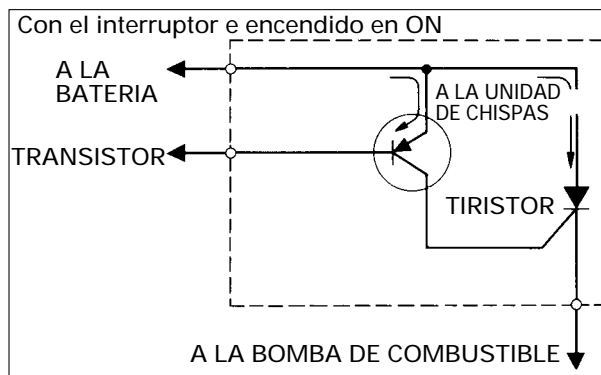 Con el interruptor e encendido en ON
A LA
BATERIA
A LA UNIDAD
DE CHISPAS
TRANSISTOR
TIRISTOR
A LA BOMBA DE COMBUSTIBLE